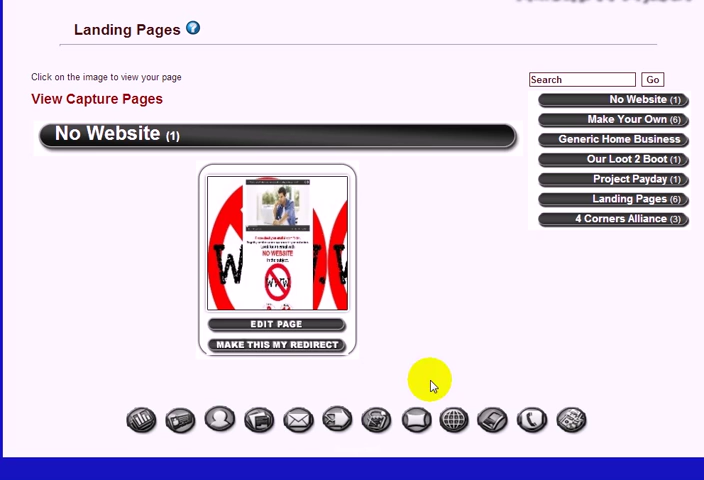 Landing Pages
Click on the image to view your page
View Capture Pages
No Website (1)
NO WEBSITE
EDIT PAGE
MAKE THIS MY REDIRECT
Search
Go
No Website (1)
Make Your Own (6)
Generic Home Business
Our Loot 2 Boot (1)
Project Payday (1)
Landing Pages (6)
4 Corners Alliance (3)